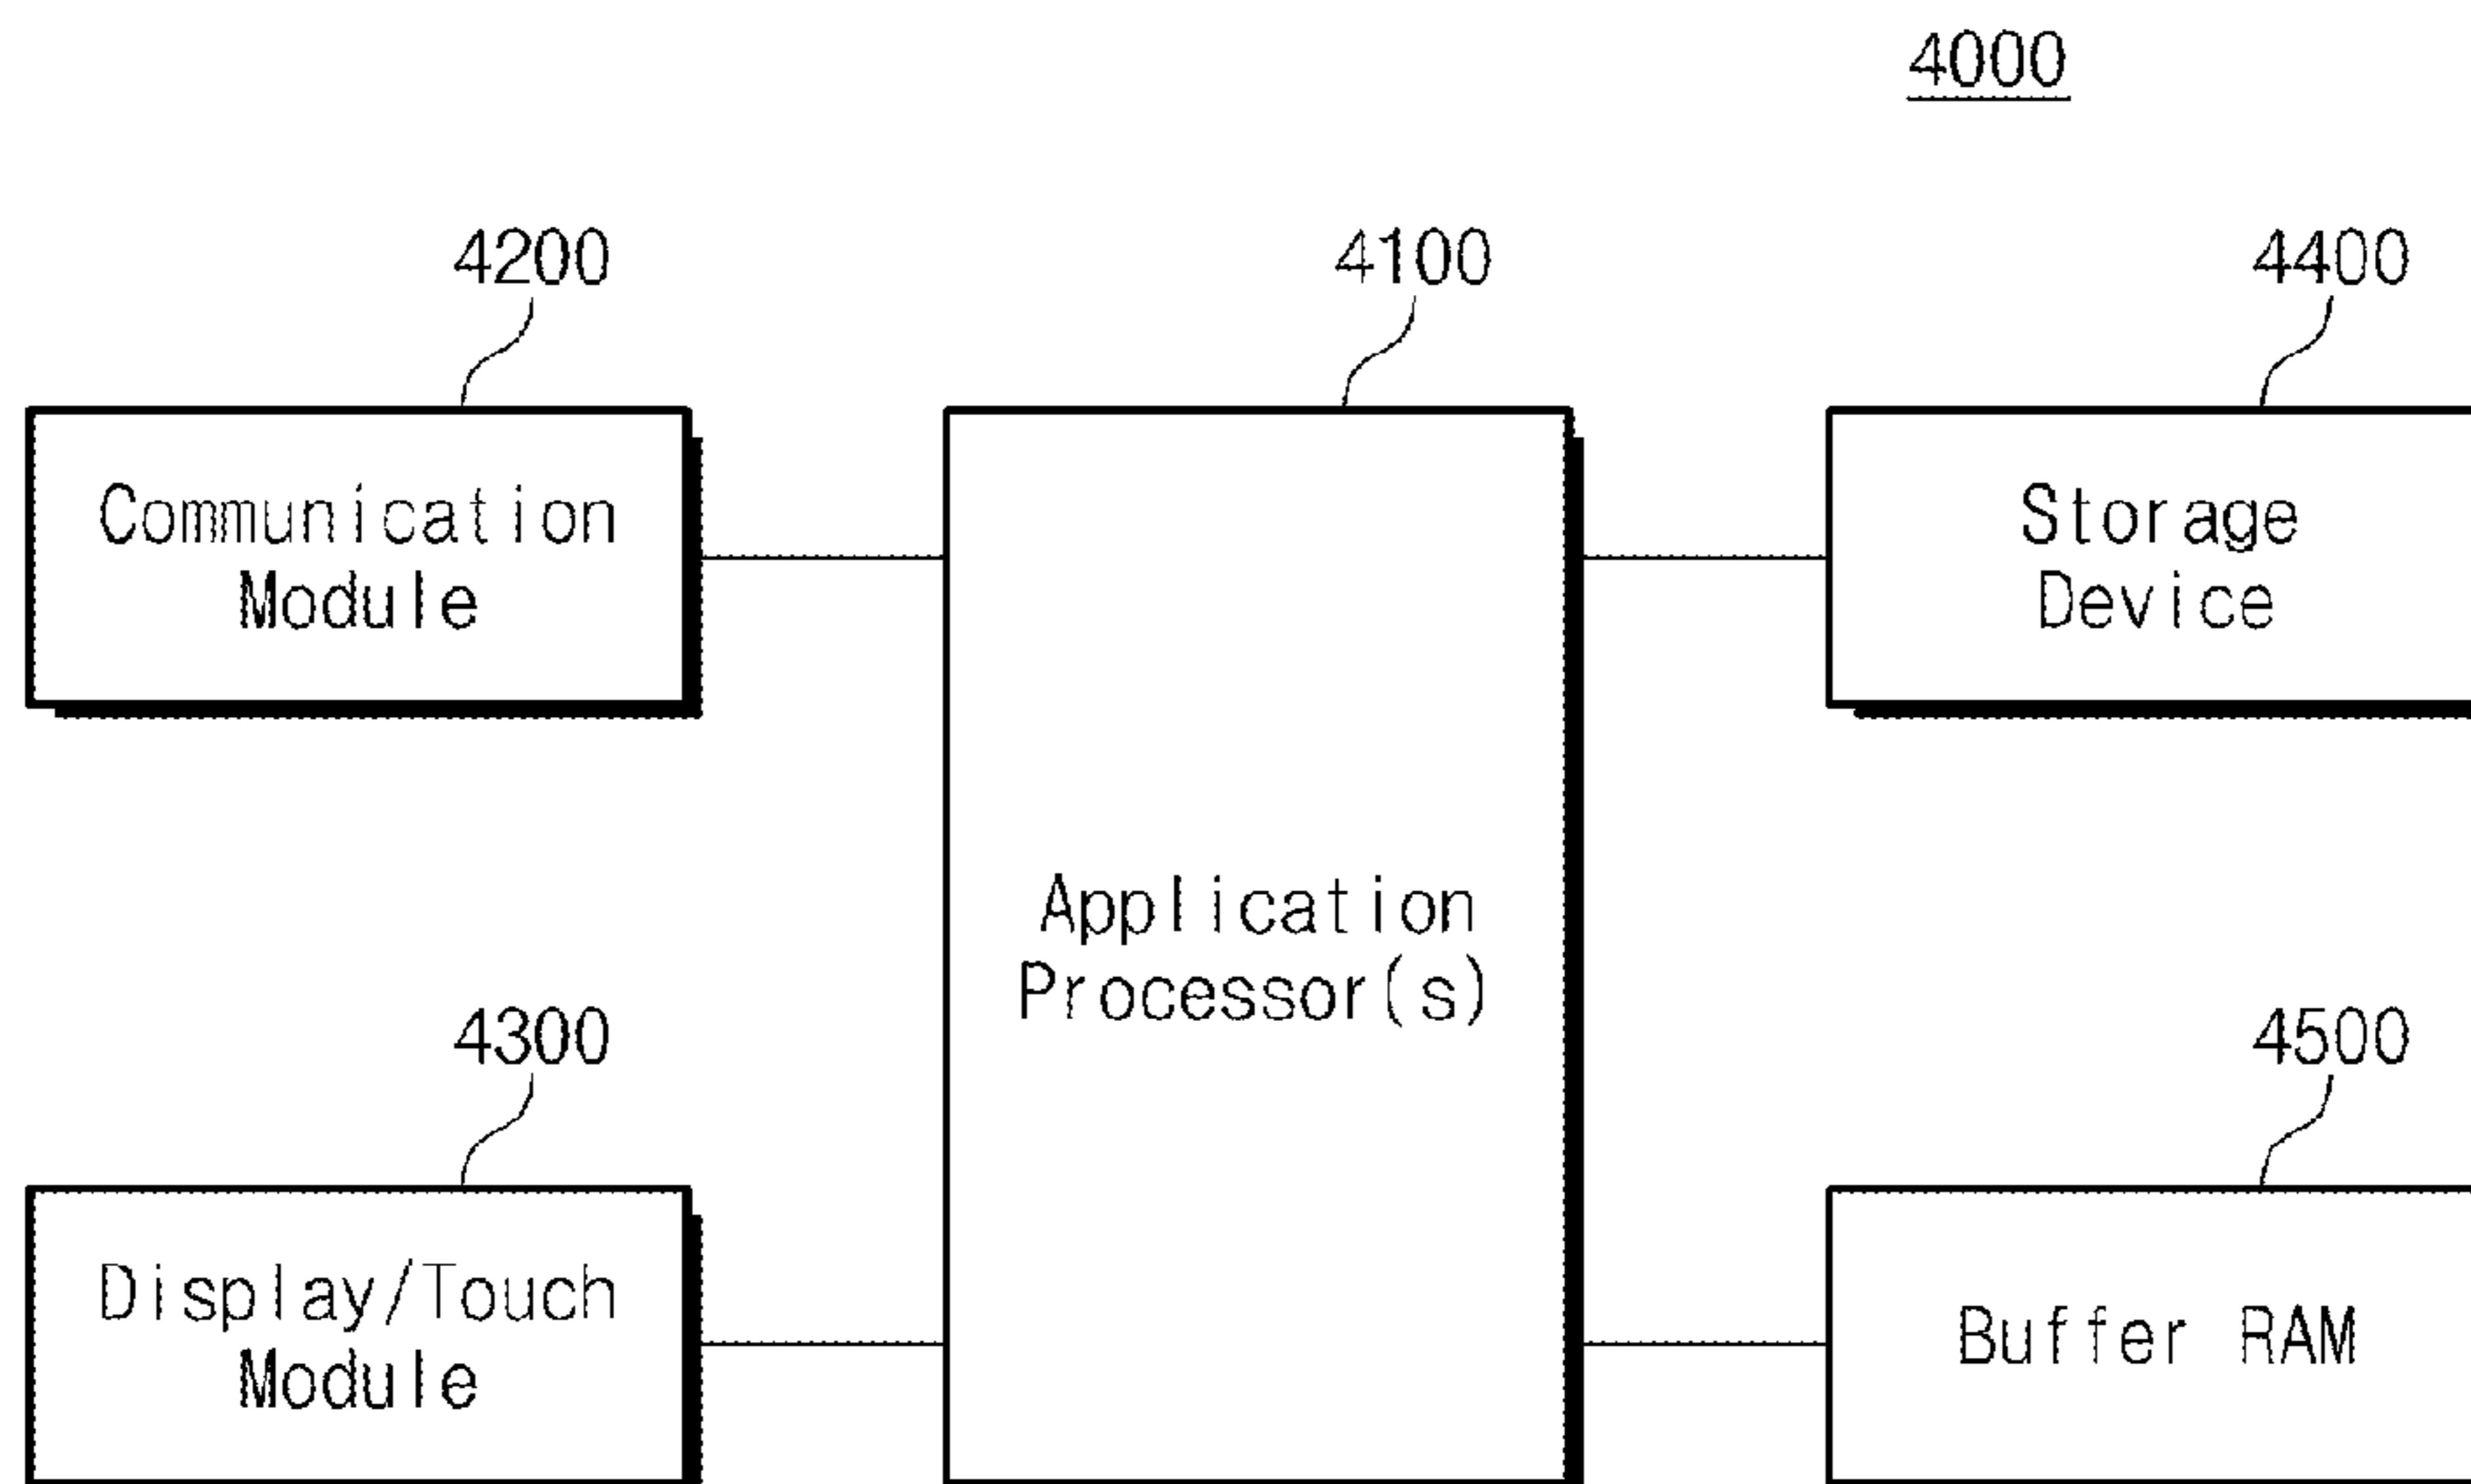 4000
4200
4100
4400
Communication
Module
Storage
Device
Application
Processor(s)
4300
4500
Display/Touch
Module
Buffer RAM